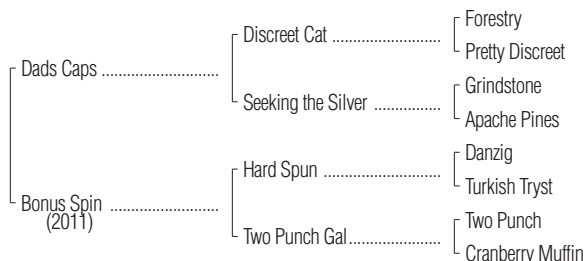 Forestry
Discreet Cat ........................
Pretty Discreet
Dads Caps ..........................
Grindstone
Seeking the Silver ...............
Apache Pines
Danzig
Hard Spun ..........................
Turkish Tryst
Bonus Spin ........................
(2011)
Two Punch
Two Punch Gal ....................
Cranberry Muffin